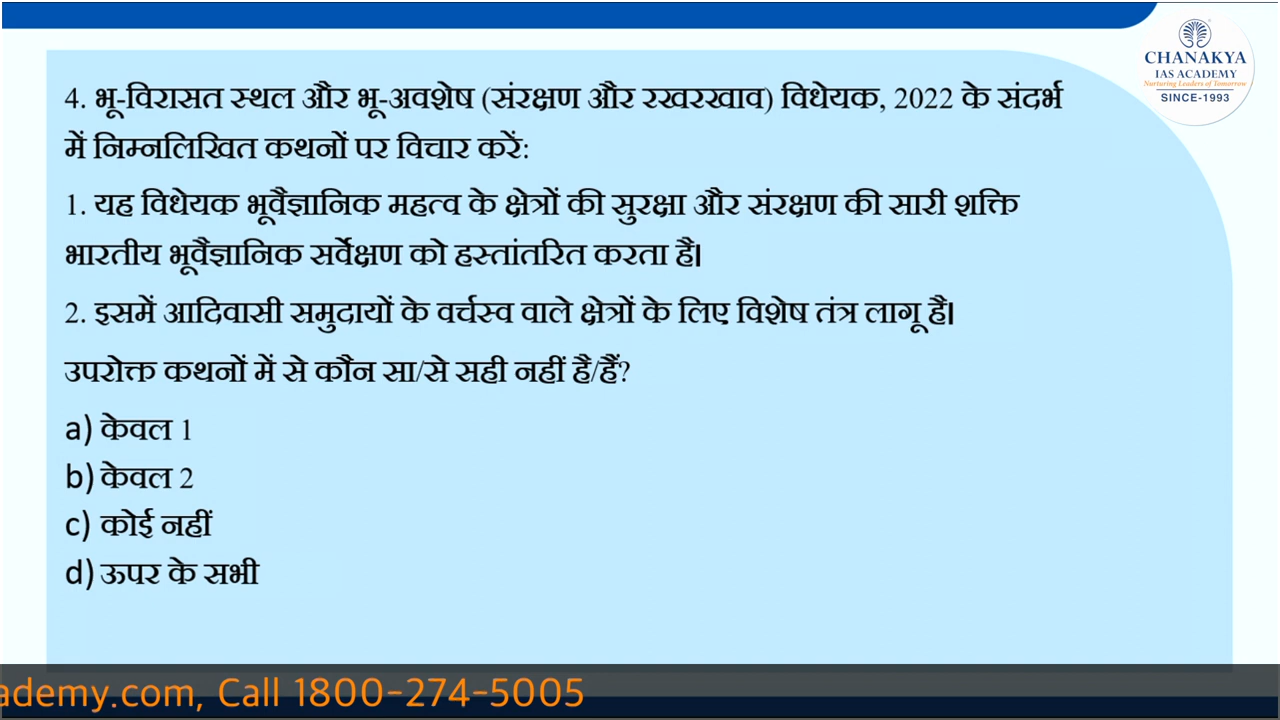 CHANAKYA
IAS ACADEMY
Nurturing Leaders of Tomorrow
SINCE-1993
4. भू-विरासत स्थल और भू-अवशेष (संरक्षण और रखरखाव) विधेयक, 2022 के संदर्भ
में निम्नलिखित कथनों पर विचार करें:
1. यह विधेयक भूवैज्ञानिक महत्व के क्षेत्रों की सुरक्षा और संरक्षण की सारी शक्ति
भारतीय भूवैज्ञानिक सर्वेक्षण को हस्तांतरित करता है।
2. इसमें आदिवासी समुदायों के वर्चस्व वाले क्षेत्रों के लिए विशेष तंत्र लागू है।
उपरोक्त कथनों में से कौन सा/से सही नहीं है/हैं?
a) केवल 1
b) केवल 2
c) कोई नहीं
d) ऊपर के सभी
ademy.com, Call 1800-274-5005